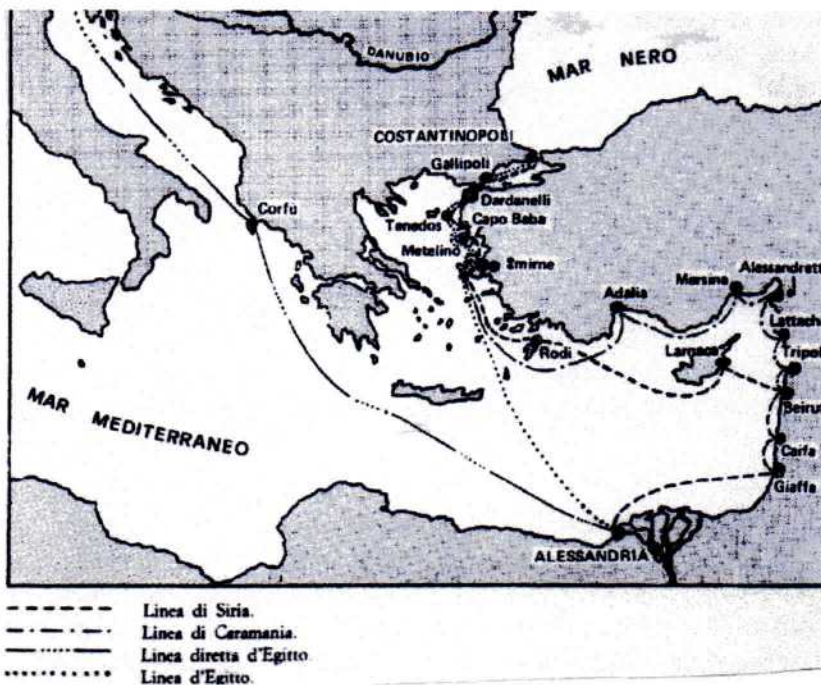 DANUBIO
MAR NERO
COSTANTINOPOLI
Gallipoli
Dardanelli
Corfù
Tenedos
Capo Baba
Metelino
Smirne
Alessandrett
Mersina
Adalia
Lattach
Rodi
Larnaca
Tripol
MAR MEDITERRANEO
Beirut
Caifa
Giaffa
ALESSANDRIA
Linea di Siria.
Linea di Caramania.
Linea diretta d'Egitto.
Linea d'Egitto.